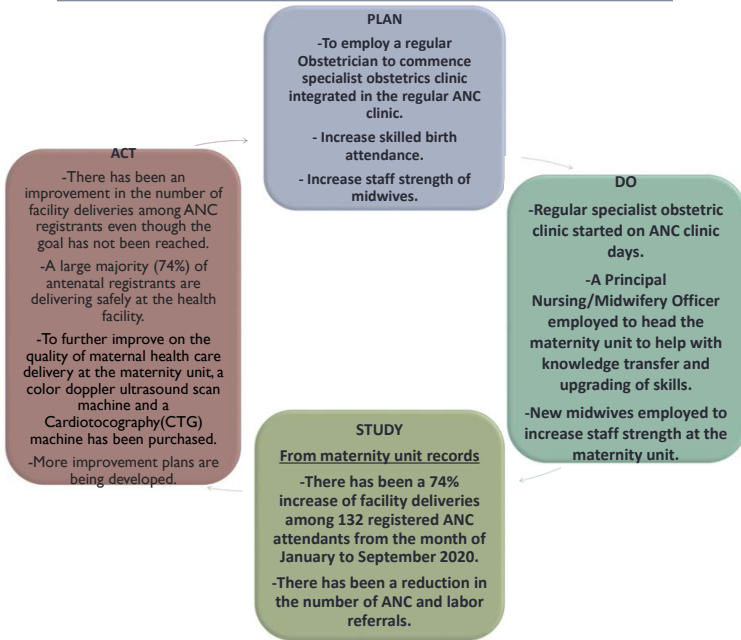 PLAN
-To employ a regular
Obstetrician to commence
specialist obstetrics clinic
integrated in the regular ANC
clinic.
- Increase skilled birth
attendance.
- Increase staff strength of
midwives.
DO
-Regular specialist obstetric
clinic started on ANC clinic
days.
-A Principal
Nursing/Midwifery Officer
employed to head the
maternity unit to help with
knowledge transfer and
upgrading of skills.
-New midwives employed to
increase staff strength at the
maternity unit.
STUDY
From maternity unit records
-There has been a 74%
increase of facility deliveries
among 132 registered ANC
attendants from the month of
January to September 2020.
-There has been a reduction in
the number of ANC and labor
referrals.
ACT
-There has been an
improvement in the number of
facility deliveries among ANC
registrants even though the
goal has not been reached.
-A large majority (74%) of
antenatal registrants are
delivering safely at the health
facility.
-To further improve on the
quality of maternal health care
delivery at the maternity unit, a
color doppler ultrasound scan
machine and a
Cardiotocography(CTG)
machine has been purchased.
-More improvement plans are
being developed.